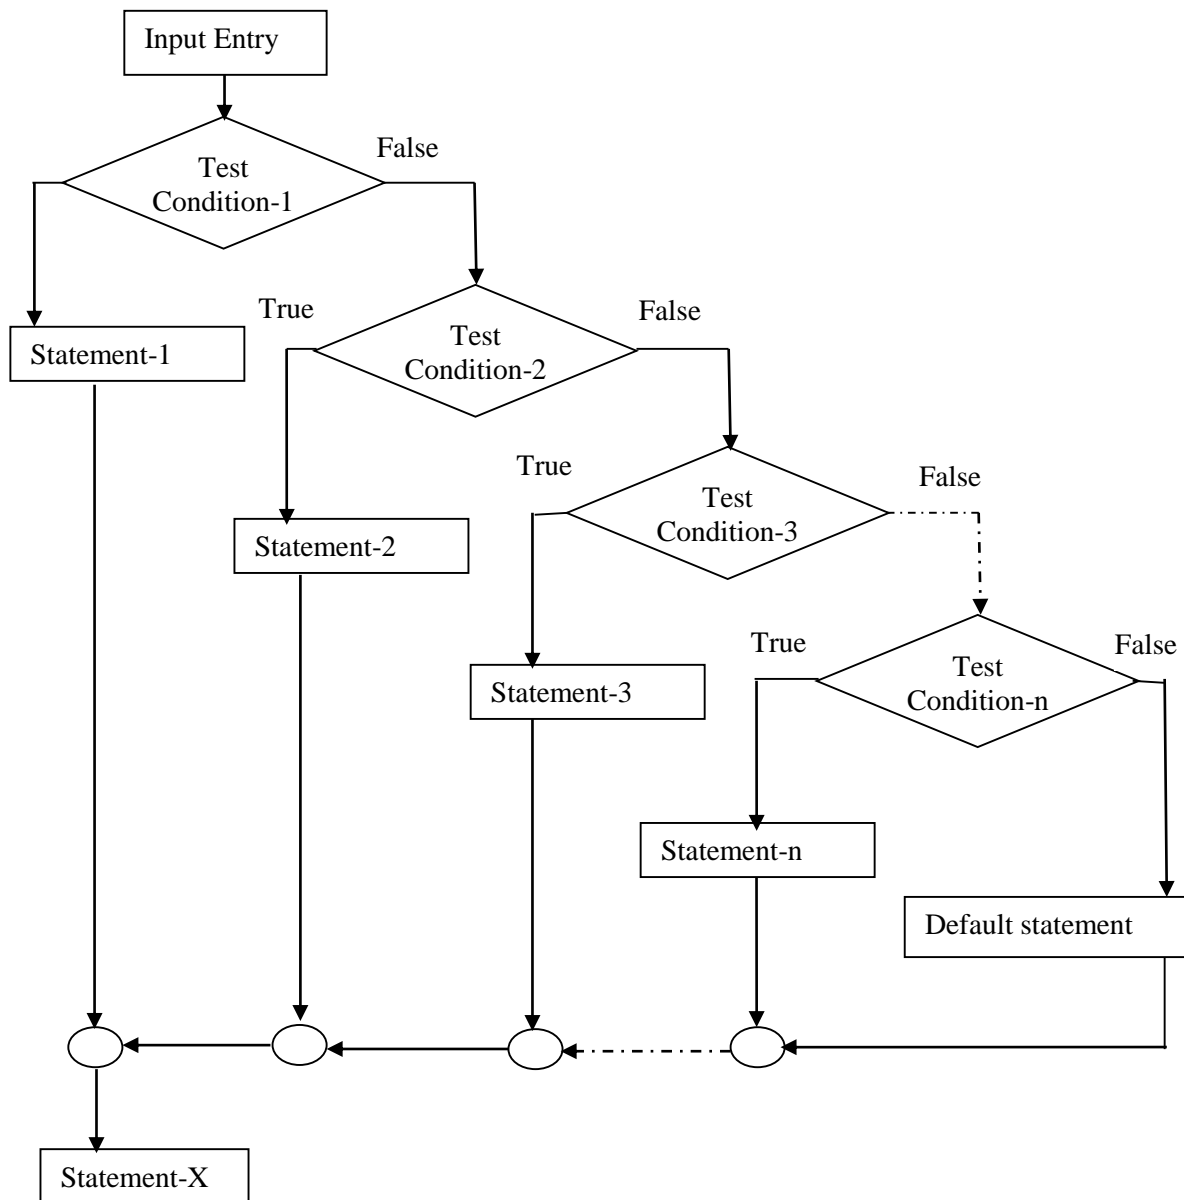 Input Entry
False
Test
Condition-1
True
False
Test
Condition-2
Statement-1
True
False
Test
Condition-3
Statement-2
True
False
Test
Condition-n
Statement-3
Statement-n
Default statement
Statement-X